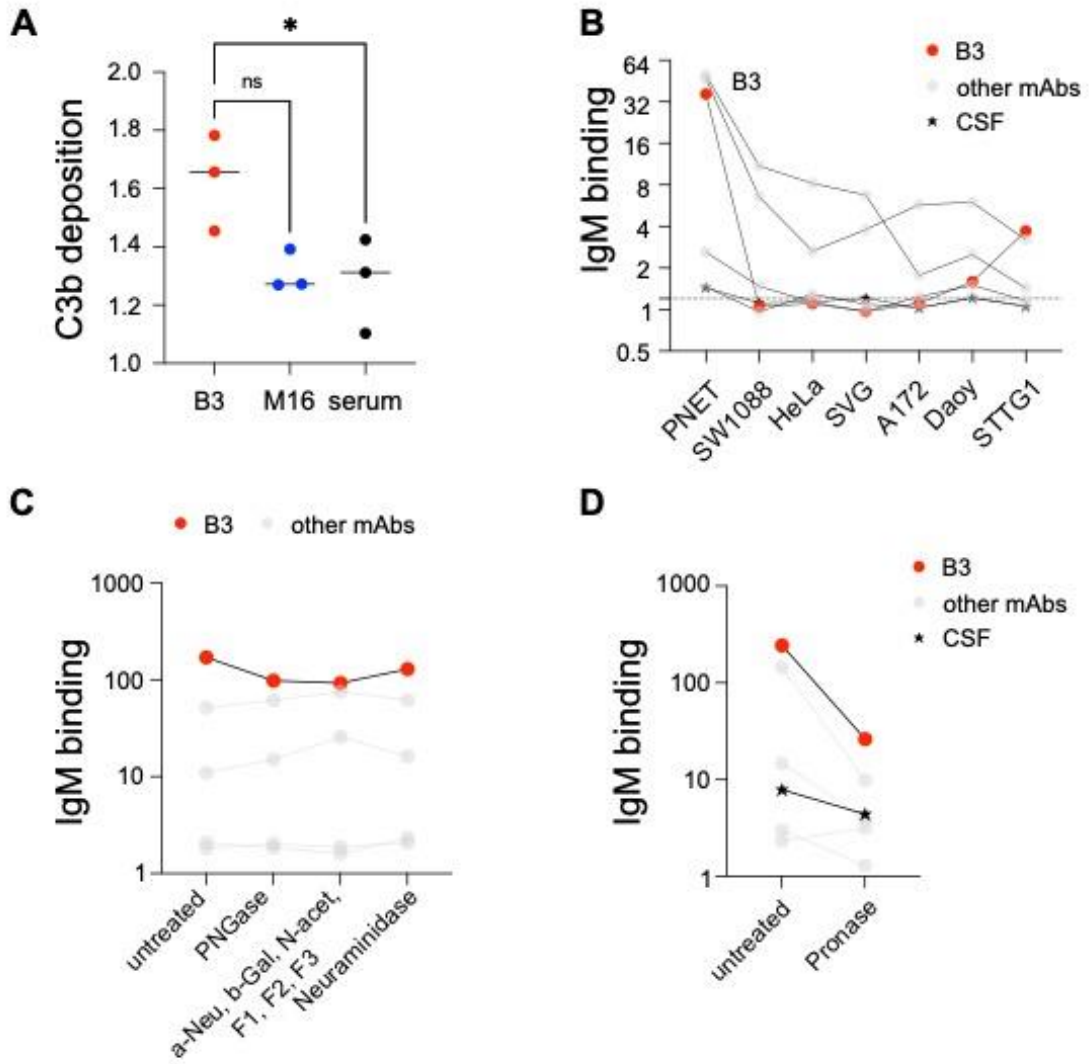 A
*
ns
C3b deposition
2.0
1.8
1.6
1.4
1.2
1.0
B3 M16 serum
B
B3
other mAbs
CSF
B3
IgM binding
64
32
16
8
4
2
1
0.5
PNET
SW1088
HeLa
SVG
A172
Daoy
STTG1
C
B3 other mAbs
IgM binding
1000
100
10
1
untreated
PNGase
a-Neu, b-Gal, N-acet,
F1, F2, F3
Neuraminidase
D
B3
other mAbs
CSF
IgM binding
1000
100
10
1
untreated
Pronase